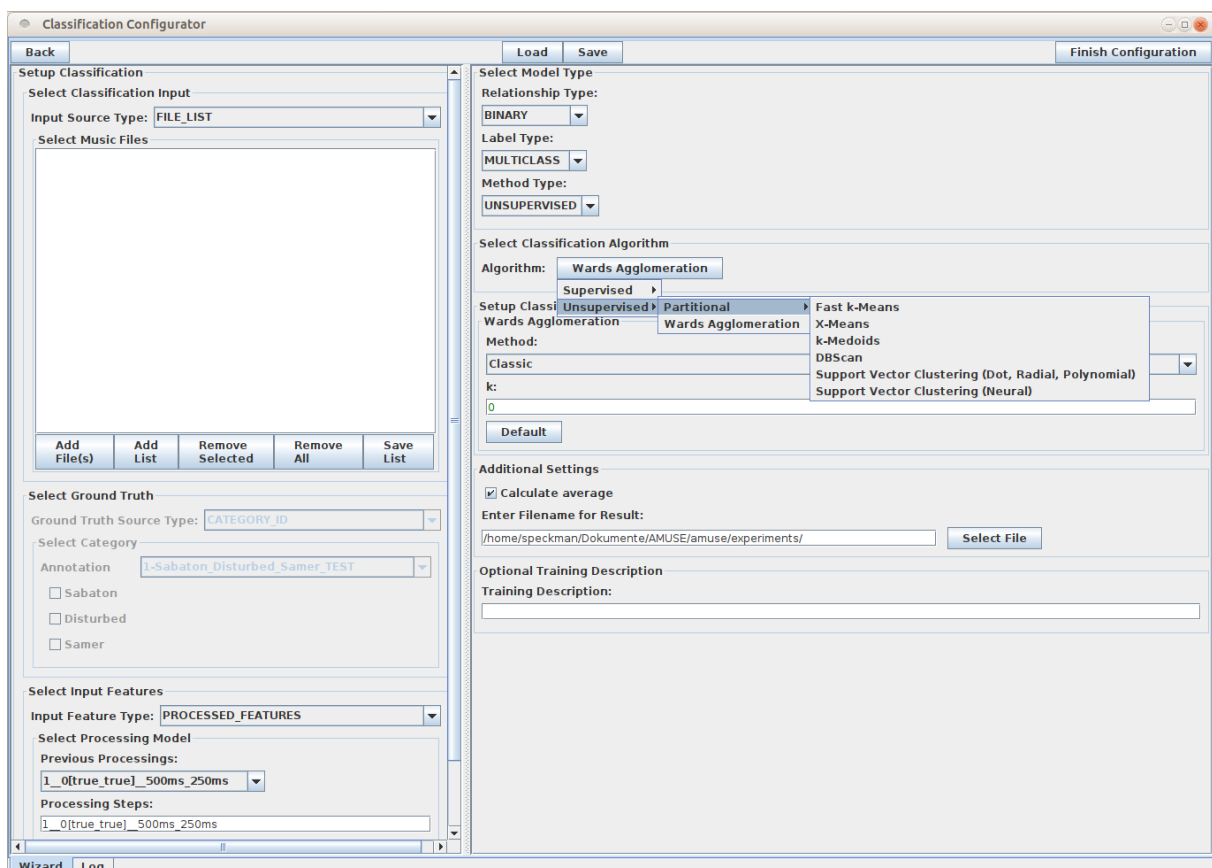 Classification Configurator
Back
Load
Save
Finish Configuration
Setup Classification
Select Classification Input
Input Source Type: FILE_LIST
Select Music Files
Add File(s)
Add List
Remove Selected
Remove All
Save List
Select Ground Truth
Ground Truth Source Type: CATEGORY_ID
Select Category
Annotation 1-Sabaton_Disturbed_Samer_TEST
Sabaton
Disturbed
Samer
Select Input Features
Input Feature Type: PROCESSED_FEATURES
Select Processing Model
Previous Processings:
1__0[true_true]__500ms_250ms
Processing Steps:
1__0[true_true]__500ms_250ms
Select Model Type
Relationship Type:
BINARY
Label Type:
MULTICLASS
Method Type:
UNSUPERVISED
Select Classification Algorithm
Algorithm: Wards Agglomeration
Supervised
Unsupervised
Partitional
Wards Agglomeration
Fast k-Means
X-Means
k-Medoids
DBScan
Support Vector Clustering (Dot, Radial, Polynomial)
Support Vector Clustering (Neural)
Setup Classi
Wards Agglomeration
Method:
Classic
k:
0
Default
Additional Settings
Calculate average
Enter Filename for Result:
/home/speckman/Dokumente/AMUSE/amuse/experiments/
Select File
Optional Training Description
Training Description:
Wizard
Log